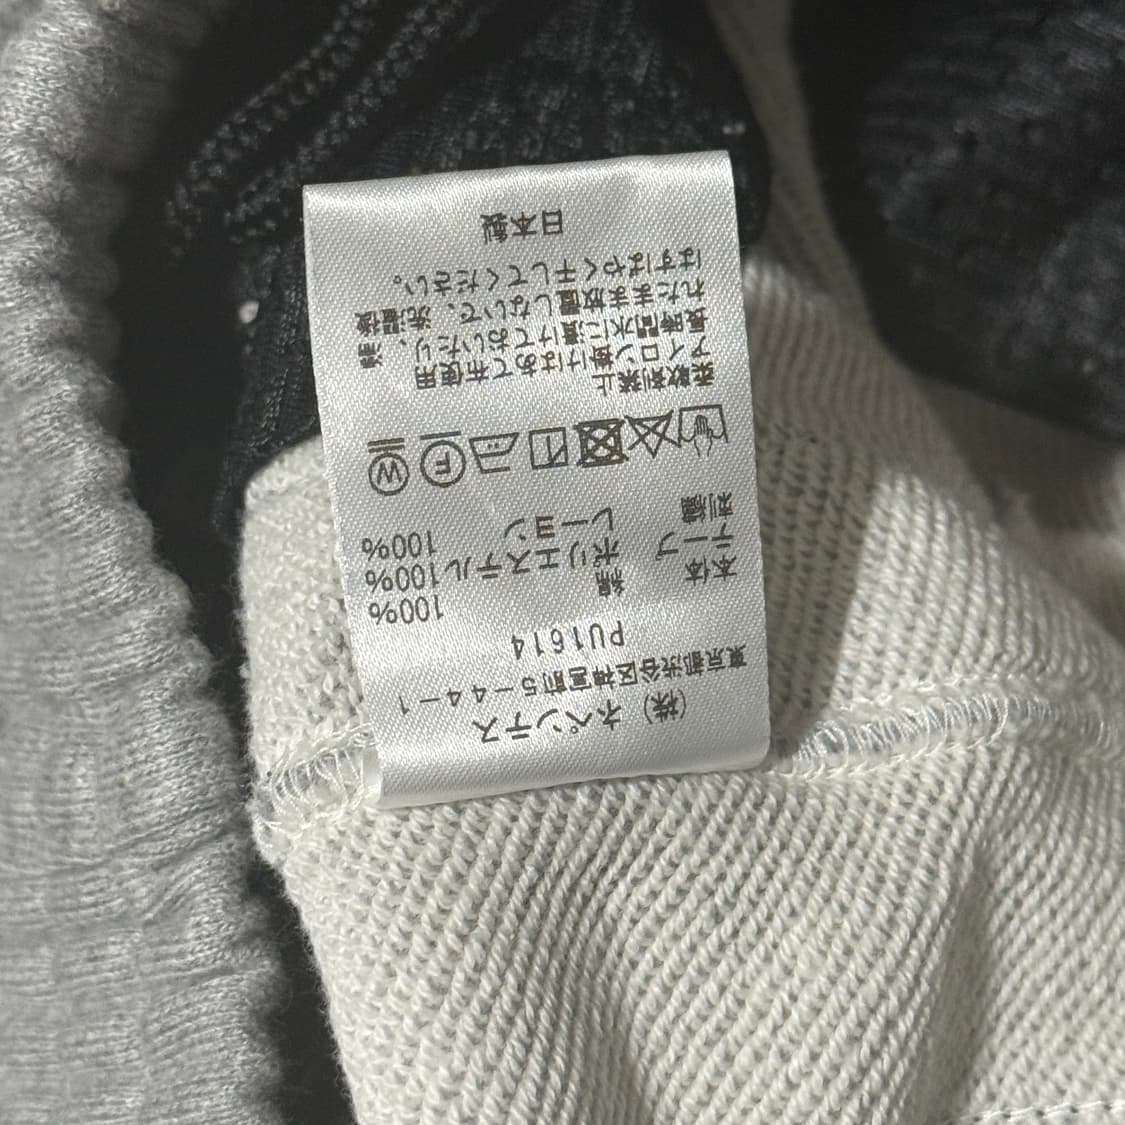 (株) ネペンテス
東京都渋谷区神宮前5-44-1
PU1614
本体 綿 100%
テープ ポリエステル100%
刺繍 レーヨン 100%
W F
柔軟剤禁止
アイロン掛けはあて布使用
長時間水に漬けておいたり、濡
れたまま放置しないで、洗濯後
はすばやく干してください。
日本製